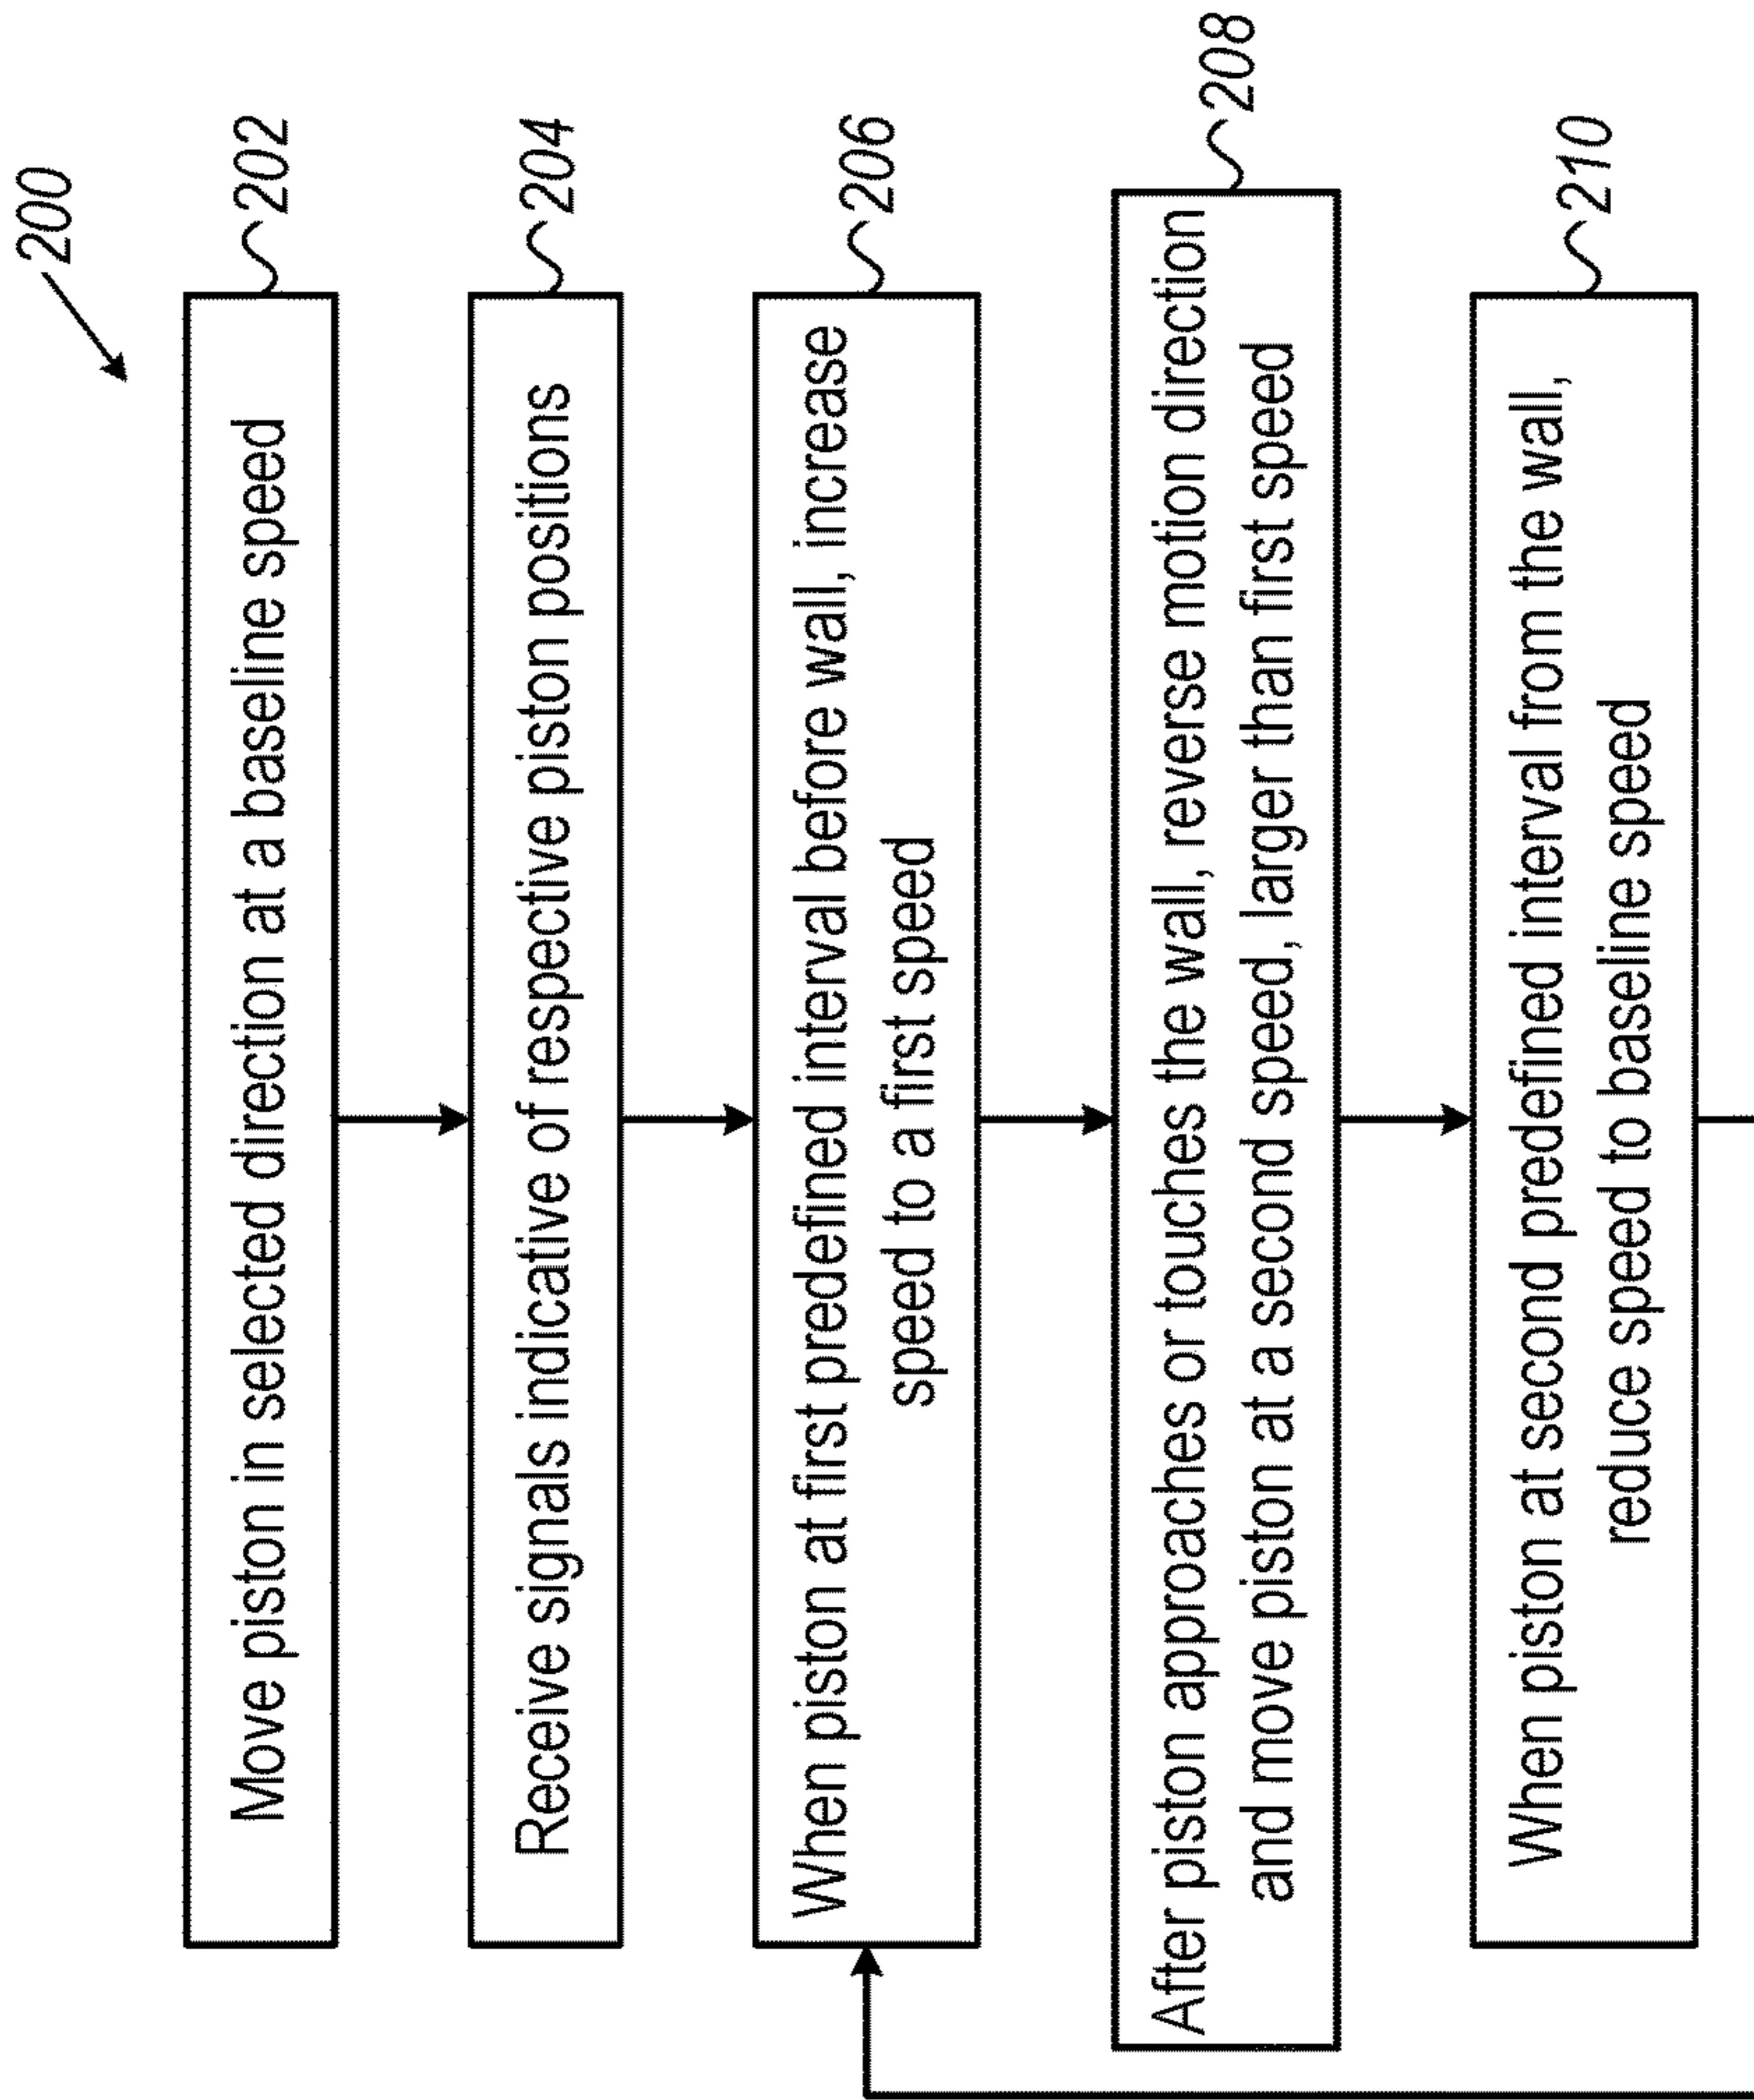 200
Move piston in selected direction at a baseline speed
202
Receive signals indicative of respective piston positions
204
When piston at first predefined interval before wall, increase
speed to a first speed
206
After piston approaches or touches the wall, reverse motion direction
and move piston at a second speed, larger than first speed
208
When piston at second predefined interval from the wall,
reduce speed to baseline speed
210